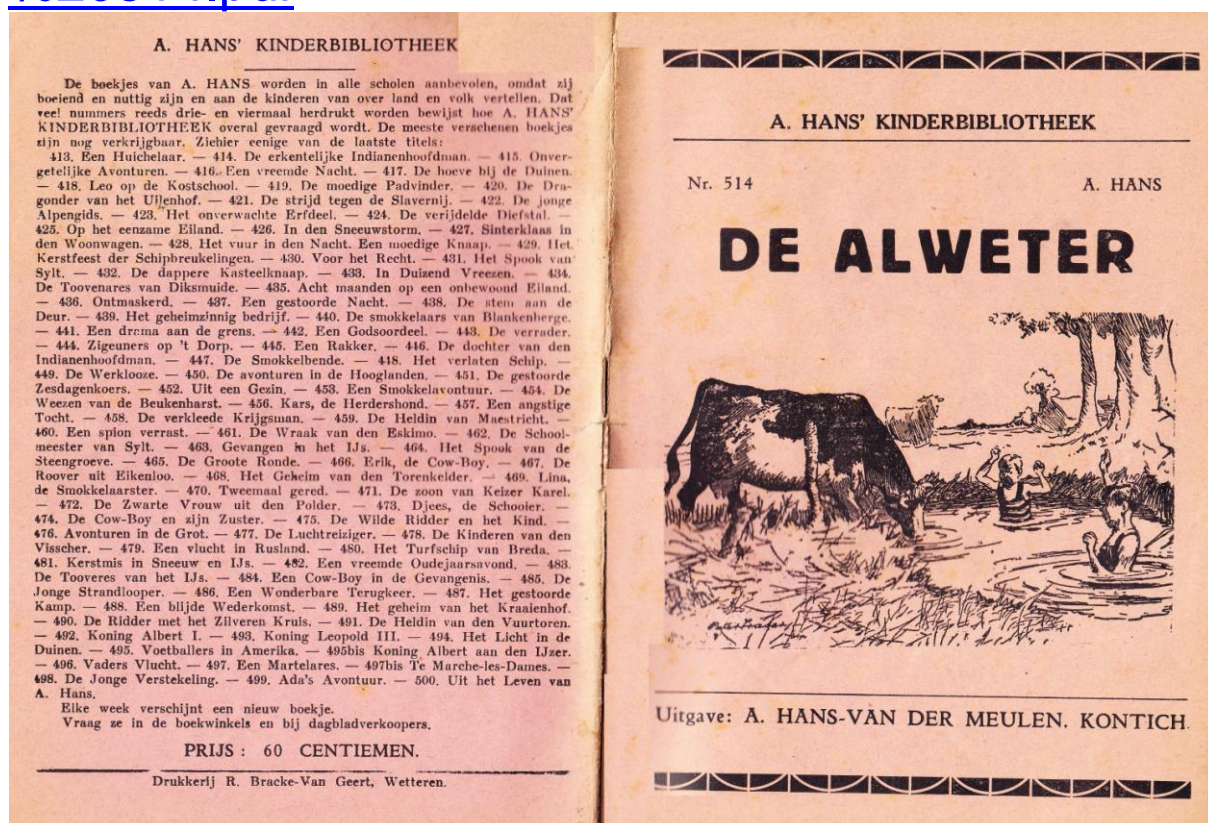 A. HANS' KINDERBIBLIOTHEEK
De boekjes van A. HANS worden in alle scholen aanbevolen, omdat zij
boeiend en nuttig zijn en aan de kinderen van over land en volk vertellen. Dat
veel nummers reeds drie- en viermaal herdrukt worden bewijst hoe A. HANS'
KINDERBIBLIOTHEEK overal gevraagd wordt. De meeste verschenen boekjes
zijn nog verkrijgbaar. Ziehier eenige van de laatste titels:
413. Een Huichelaar. — 414. De erkentelijke Indianenhoofdman. — 415. Onver-
getelijke Avonturen. — 416. Een vreemde Nacht. — 417. De hoeve bij de Duinen.
— 418. Leo op de Kostschool. — 419. De moedige Padvinder. — 420. De Dra-
gonder van het Uilenhof. — 421. De strijd tegen de Slavernij. — 422. De jonge
Alpengids. — 423. Het onverwachte Erfdeel. — 424. De verijdelde Diefstal. —
425. Op het eenzame Eiland. — 426. In den Sneeuwstorm. — 427. Sinterklaas in
den Woonwagen. — 428. Het vuur in den Nacht. Een moedige Knaap. — 429. Het
Kerstfeest der Schipbreukelingen. — 430. Voor het Recht. — 431. Het Spook van
Sylt. — 432. De dappere Kasteelknaap. — 433. In Duizend Vreezen. — 434.
De Toovenares van Diksmuide. — 435. Acht maanden op een onbewoond Eiland.
— 436. Ontmaskerd. — 437. Een gestoorde Nacht. — 438. De stem aan de
Deur. — 439. Het geheimzinnig bedrijf. — 440. De smokkelaars van Blankenberge.
— 441. Een drama aan de grens. — 442. Een Godsoordeel. — 443. De verrader.
— 444. Zigeuners op 't Dorp. — 445. Een Rakker. — 446. De dochter van den
Indianenhoofdman. — 447. De Smokkelbende. — 448. Het verlaten Schip. —
449. De Werklooze. — 450. De avonturen in de Hooglanden. — 451. De gestoorde
Zesdagenkoers. — 452. Uit een Gezin. — 453. Een Smokkelavontuur. — 454. De
Weezen van de Beukenharst. — 456. Kars, de Herdershond. — 457. Een angstige
Tocht. — 458. De verkleede Krijgsman. — 459. De Heldin van Maestricht. —
460. Een spion verrast. — 461. De Wraak van den Eskimo. — 462. De School-
meester van Sylt. — 463. Gevangen in het IJs. — 464. Het Spook van de
Steengroeve. — 465. De Groote Ronde. — 466. Erik, de Cow-Boy. — 467. De
Roover uit Eikenloo. — 468. Het Geheim van den Torenkelder. — 469. Lina,
de Smokkelaarster. — 470. Tweemaal gered. — 471. De zoon van Keizer Karel.
— 472. De Zwarte Vrouw uit den Polder. — 473. Djees, de Schooier. —
474. De Cow-Boy en zijn Zuster. — 475. De Wilde Ridder en het Kind. —
476. Avonturen in de Grot. — 477. De Luchtreiziger. — 478. De Kinderen van den
Visscher. — 479. Een vlucht in Rusland. — 480. Het Turfschip van Breda. —
481. Kerstmis in Sneeuw en IJs. — 482. Een vreemde Oudejaarsavond. — 483.
De Tooveres van het IJs. — 484. Een Cow-Boy in de Gevangenis. — 485. De
Jonge Strandlooper. — 486. Een Wonderbare Terugkeer. — 487. Het gestoorde
Kamp. — 488. Een blijde Wederkomst. — 489. Het geheim van het Kraaienhof.
— 490. De Ridder met het Zilveren Kruis. — 491. De Heldin van den Vuurtoren.
— 492. Koning Albert I. — 493. Koning Leopold III. — 494. Het Licht in de
Duinen. — 495. Voetballers in Amerika. — 495bis Koning Albert aan den IJzer.
— 496. Vaders Vlucht. — 497. Een Martelares. — 497bis Te Marche-les-Dames. —
498. De Jonge Verstekeling. — 499. Ada's Avontuur. — 500. Uit het Leven van
A. Hans.
Elke week verschijnt een nieuw boekje.
Vraag ze in de boekwinkels en bij dagbladverkoopers.
PRIJS : 60 CENTIEMEN.
Drukkerij R. Bracke-Van Geert, Wetteren.
A. HANS' KINDERBIBLIOTHEEK
Nr. 514 A. HANS
DE ALWETER
Uitgave: A. HANS-VAN DER MEULEN. KONTICH.